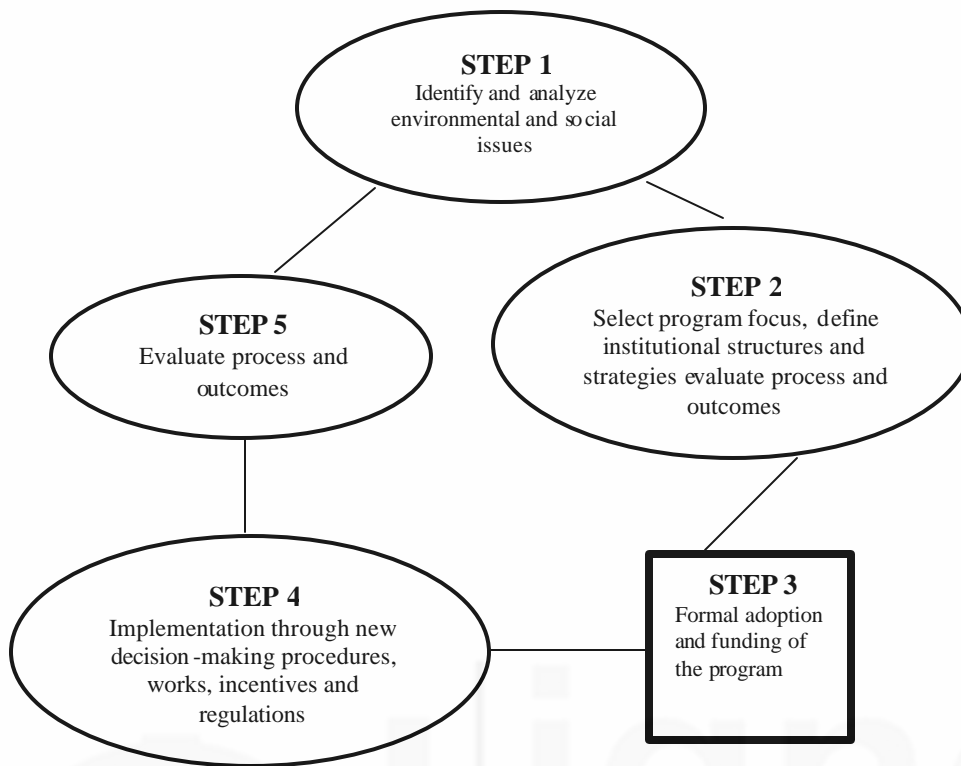 STEP 1
Identify and analyze
environmental and social
issues
STEP 2
Select program focus, define
institutional structures and
strategies evaluate process and
outcomes
STEP 3
Formal adoption
and funding of
the program
STEP 4
Implementation through new
decision-making procedures,
works, incentives and
regulations
STEP 5
Evaluate process and
outcomes